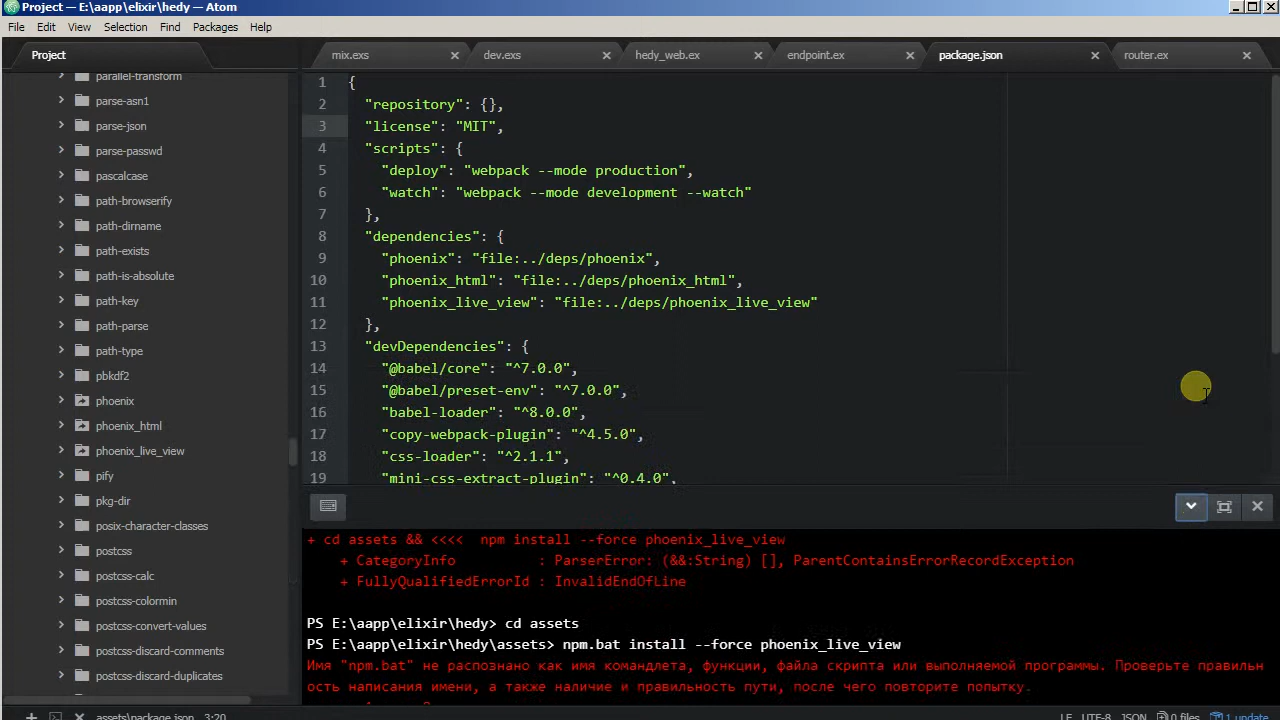 Project — E:\aapp\elixir\hedy — Atom
File Edit View Selection Find Packages Help
Project
mix.exs dev.exs hedy_web.ex endpoint.ex package.json router.ex
parallel-transform
parse-asn1
parse-json
parse-passwd
pascalcase
path-browserify
path-dirname
path-exists
path-is-absolute
path-key
path-parse
path-type
pbkdf2
phoenix
phoenix_html
phoenix_live_view
pify
pkg-dir
posix-character-classes
postcss
postcss-calc
postcss-colormin
postcss-convert-values
postcss-discard-comments
postcss-discard-duplicates
1 {
2 "repository": {},
3 "license": "MIT",
4 "scripts": {
5 "deploy": "webpack --mode production",
6 "watch": "webpack --mode development --watch"
7 },
8 "dependencies": {
9 "phoenix": "file:../deps/phoenix",
10 "phoenix_html": "file:../deps/phoenix_html",
11 "phoenix_live_view": "file:../deps/phoenix_live_view"
12 },
13 "devDependencies": {
14 "@babel/core": "^7.0.0",
15 "@babel/preset-env": "^7.0.0",
16 "babel-loader": "^8.0.0",
17 "copy-webpack-plugin": "^4.5.0",
18 "css-loader": "^2.1.1",
19 "mini-css-extract-plugin": "^0.4.0",
+ cd assets && <<<<  npm install --force phoenix_live_view
+ CategoryInfo : ParserError: (&&:String) [], ParentContainsErrorRecordException
+ FullyQualifiedErrorId : InvalidEndOfLine
PS E:\aapp\elixir\hedy> cd assets
PS E:\aapp\elixir\hedy\assets> npm.bat install --force phoenix_live_view
Имя "npm.bat" не распознано как имя командлета, функции, файла скрипта или выполняемой программы. Проверьте правильн
ость написания имени, а также наличие и правильность пути, после чего повторите попытку.
assets\package.json 3:20 LF UTF-8 JSON 0 files 1 update